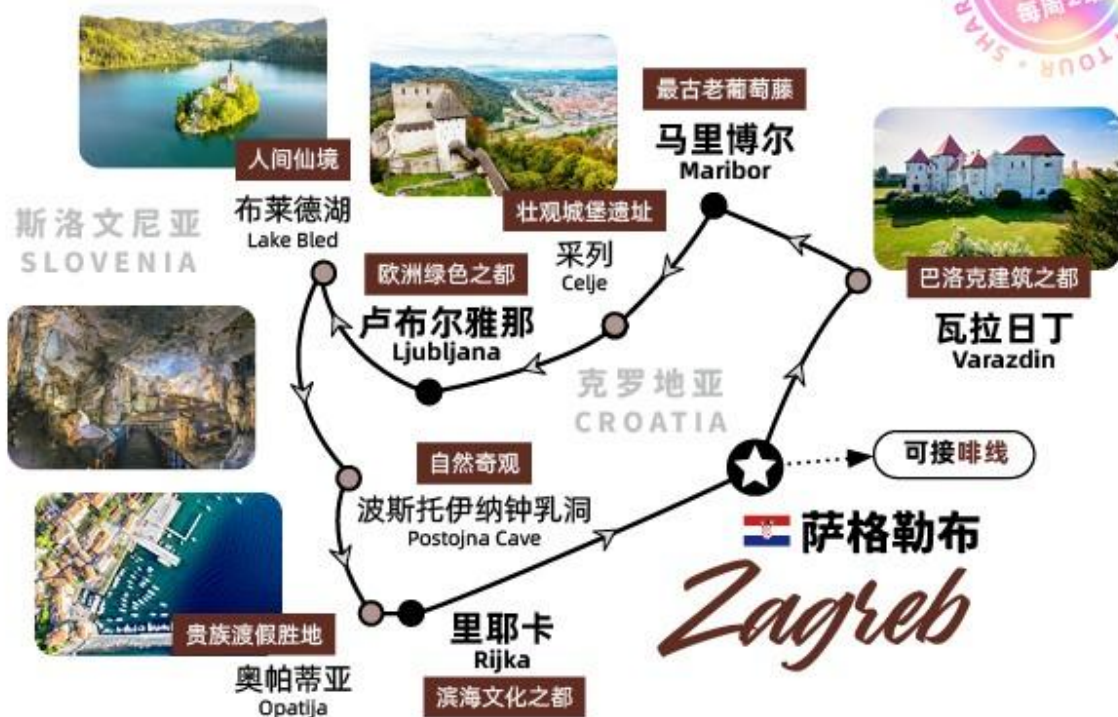 每周2
SHAR
TOUR
人间仙境
布莱德湖
Lake Bled
斯洛文尼亚
SLOVENIA
壮观城堡遗址
采列
Celje
最古老葡萄藤
马里博尔
Maribor
巴洛克建筑之都
瓦拉日丁
Varazdin
欧洲绿色之都
卢布尔雅那
Ljubljana
克罗地亚
CROATIA
可接啡线
自然奇观
波斯托伊纳钟乳洞
Postojna Cave
萨格勒布
Zagreb
贵族渡假胜地
奥帕蒂亚
Opatija
里耶卡
Rijka
滨海文化之都